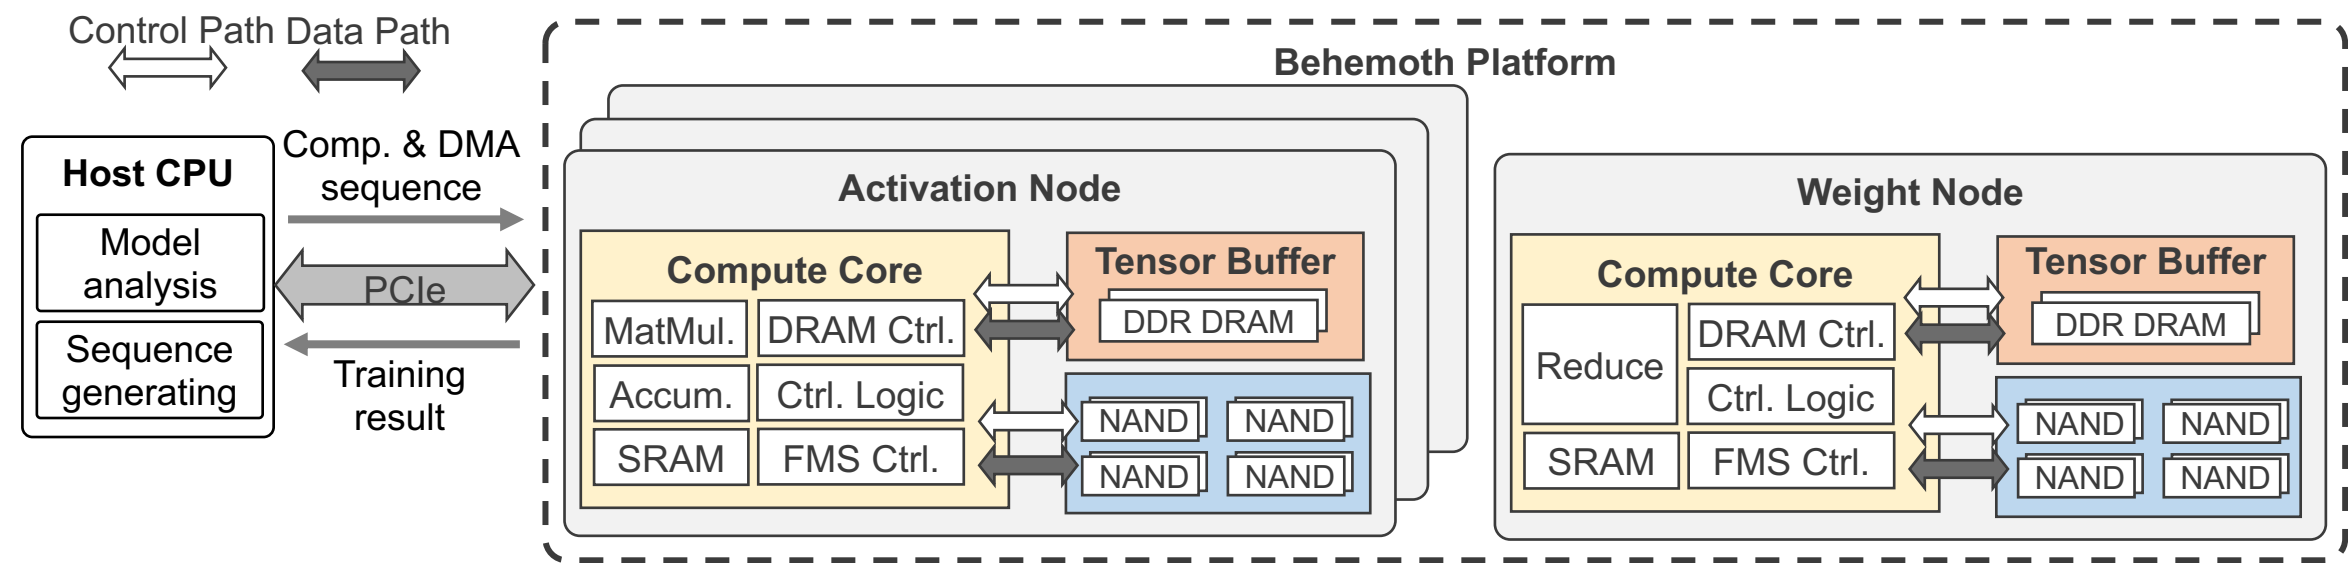 Control Path
Data Path
Behemoth Platform
Host CPU
Model
analysis
Sequence
generating
Comp. & DMA
sequence
PCIe
Training
result
Activation Node
Compute Core
MatMul.
DRAM Ctrl.
Accum.
Ctrl. Logic
SRAM
FMS Ctrl.
Tensor Buffer
DDR DRAM
NAND
NAND
NAND
NAND
Weight Node
Compute Core
Reduce
DRAM Ctrl.
Ctrl. Logic
SRAM
FMS Ctrl.
Tensor Buffer
DDR DRAM
NAND
NAND
NAND
NAND